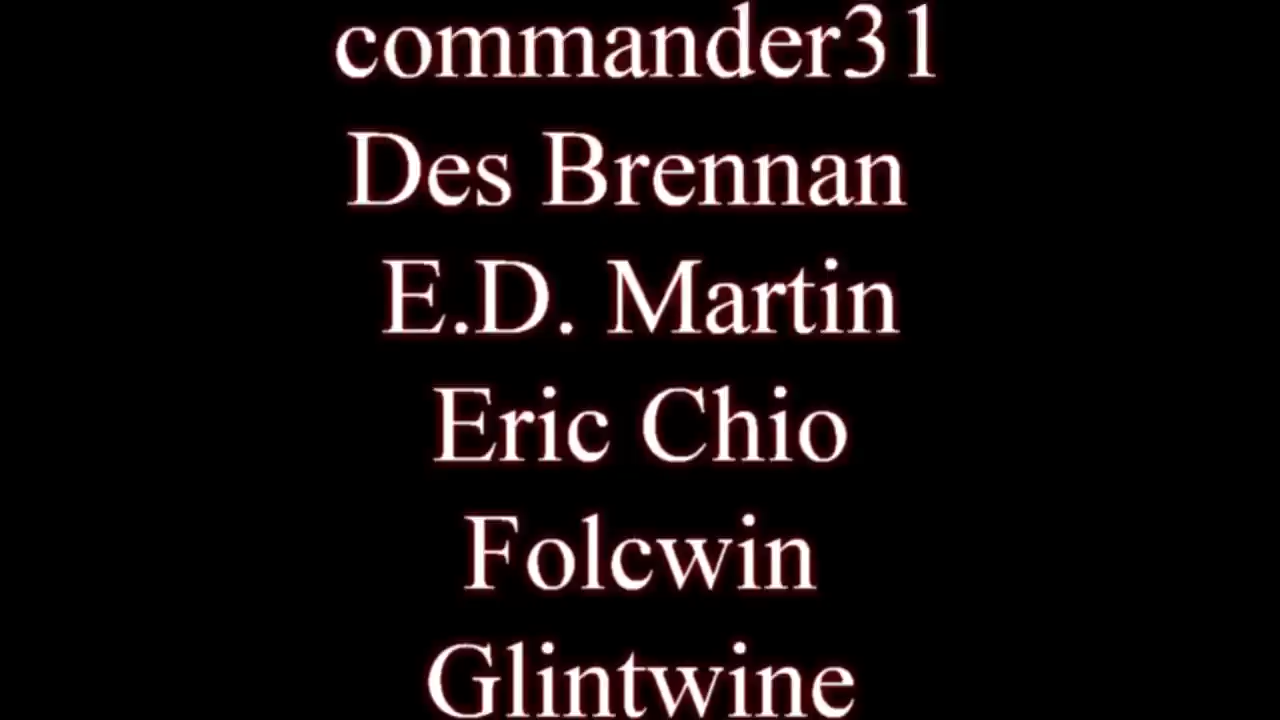 commander31
Des Brennan
E.D. Martin
Eric Chio
Folcwin
Glintwine